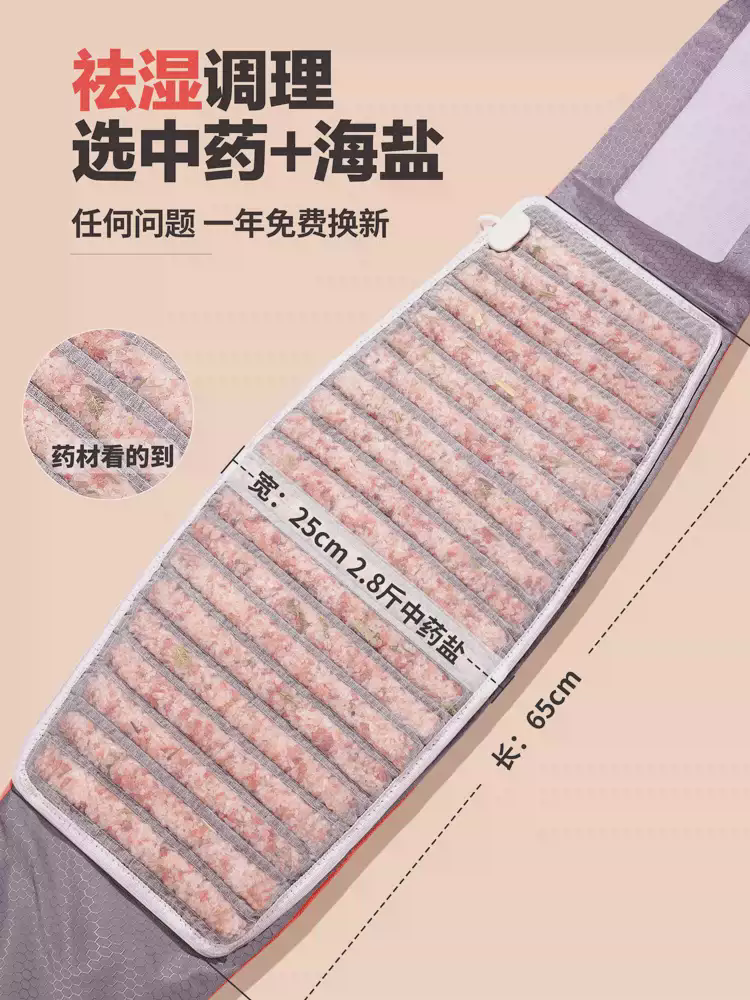 祛湿调理
选中药+海盐
任何问题 一年免费换新
药材看的到
宽：25cm 2.8斤中药盐
长：65cm